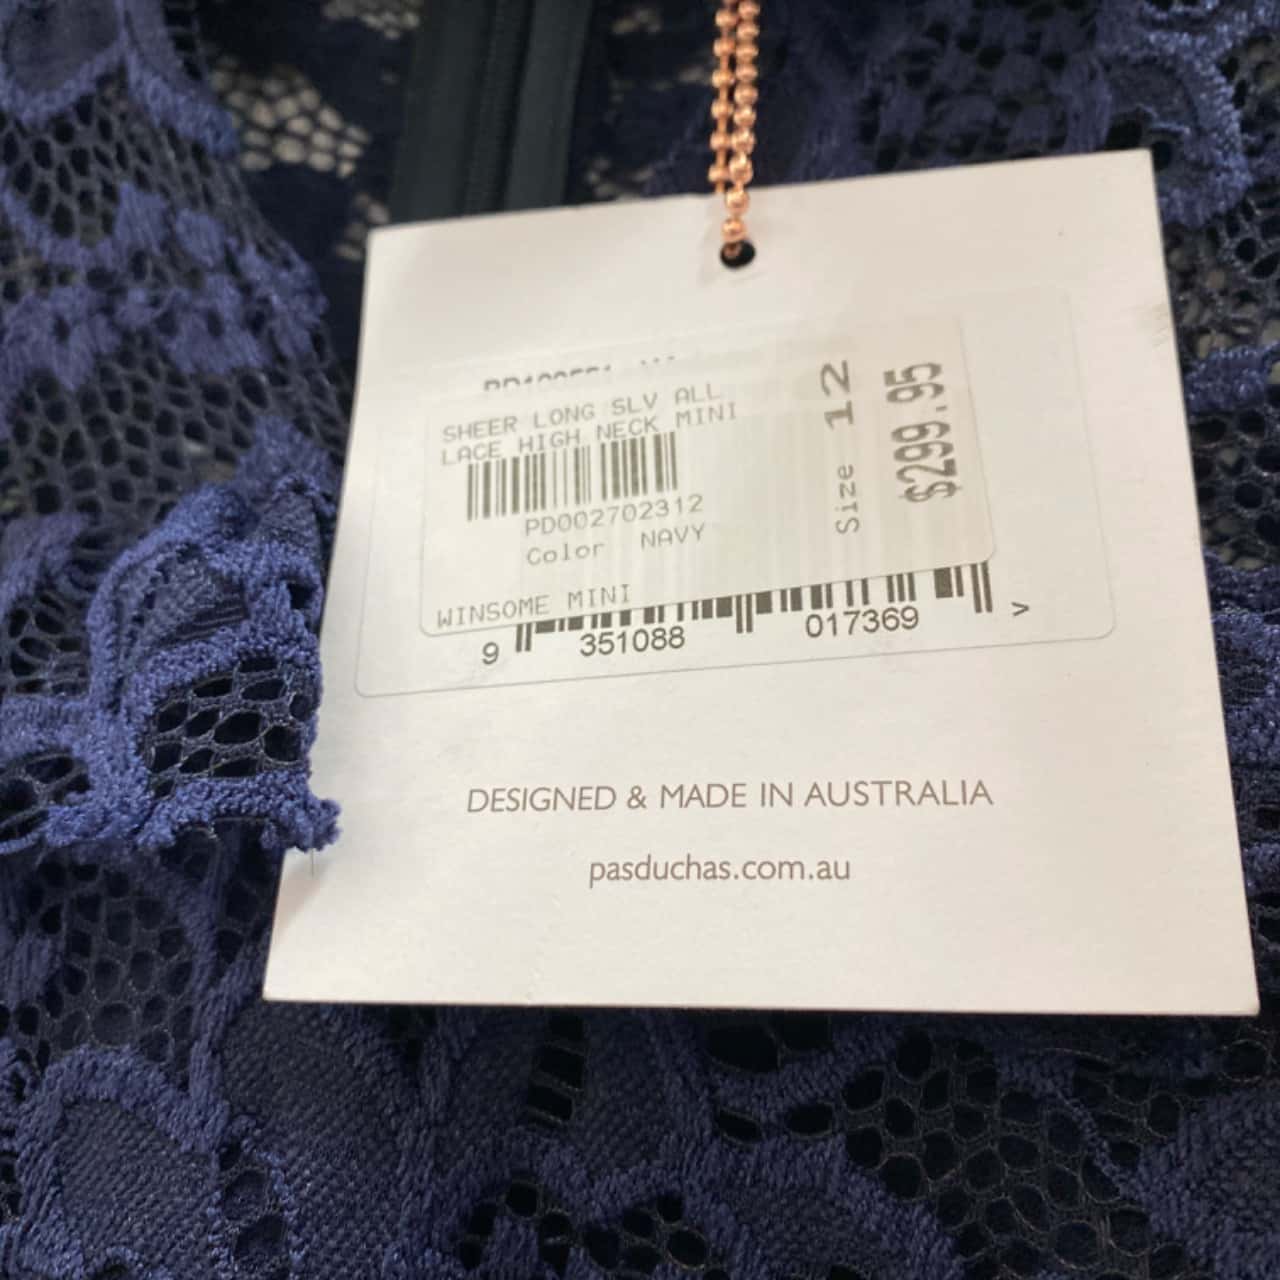 SHEER LONG SLV ALL
LACE HIGH NECK MINI
PD002702312
Color NAVY
WINSOME MINI
Size 12
$299.95
9 351088 017369 >
DESIGNED & MADE IN AUSTRALIA
pasduchas.com.au